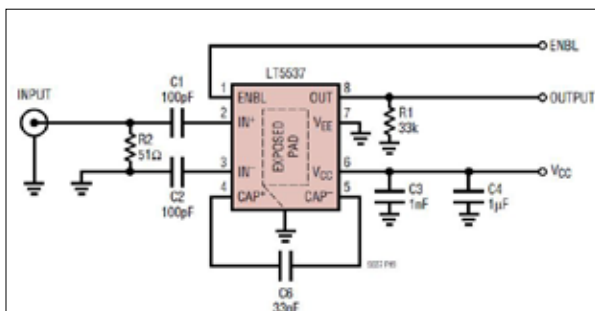 ENBL
LT5537
C1
100pF
1
ENBL
OUT
8
OUTPUT
INPUT
2
IN+
VEE
7
R1
33k
R2
51Ω
EXPOSED
PAD
3
IN−
VCC
6
VCC
C2
100pF
4
CAP+
CAP−
5
C3
1nF
C4
1µF
C6
33nF